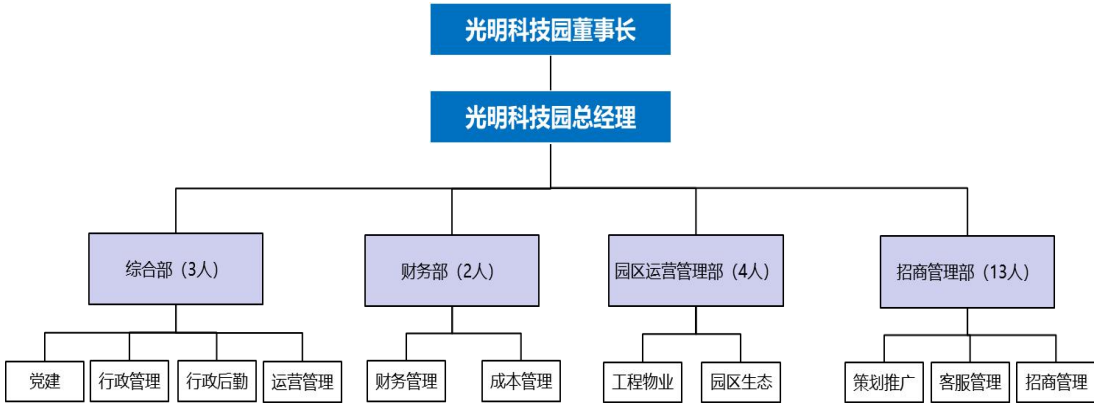 光明科技园董事长
光明科技园总经理
综合部（3人）
财务部（2人）
园区运营管理部（4人）
招商管理部（13人）
党建
行政管理
行政后勤
运营管理
财务管理
成本管理
工程物业
园区生态
策划推广
客服管理
招商管理